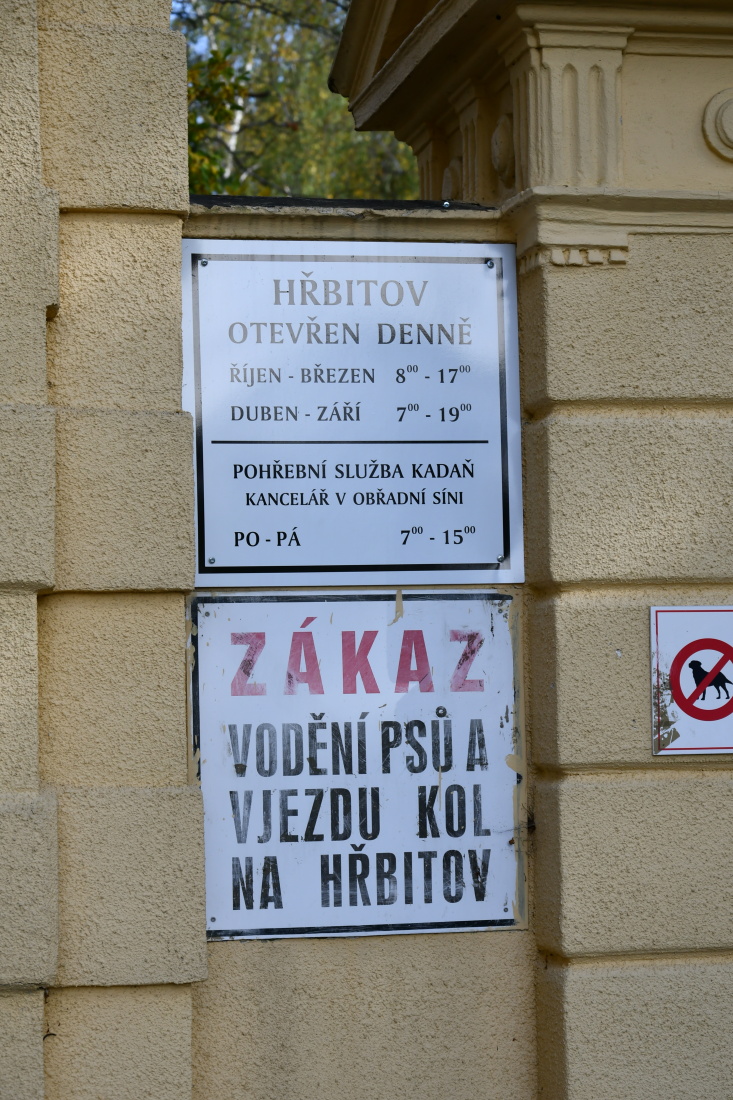 HŘBITOV
OTEVŘEN DENNĚ
ŘÍJEN - BŘEZEN 8⁰⁰ - 17⁰⁰
DUBEN - ZÁŘÍ 7⁰⁰ - 19⁰⁰
POHŘEBNÍ SLUŽBA KADAŇ
KANCELÁŘ V OBŘADNÍ SÍNI
PO - PÁ 7⁰⁰ - 15⁰⁰
ZÁKAZ
VODĚNÍ PSŮ A
VJEZDU KOL
NA HŘBITOV